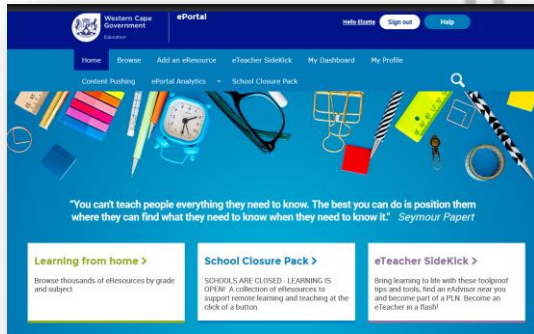 Western Cape
Government
Education
ePortal
Hello Elzette
Sign out
Help
Home
Browse
Add an eResource
eTeacher SideKick
My Dashboard
My Profile
Content Pushing
ePortal Analytics
School Closure Pack
"You can't teach people everything they need to know. The best you can do is position them
where they can find what they need to know when they need to know it." Seymour Papert
Learning from home >
Browse thousands of eResources by grade
and subject
School Closure Pack >
SCHOOLS ARE CLOSED - LEARNING IS
OPEN! A collection of eResources to
support remote learning and teaching at the
click of a button.
eTeacher SideKick >
Bring learning to life with these foolproof
tips and tools, find an eAdvisor near you
and become part of a PLN. Become an
eTeacher in a flash!